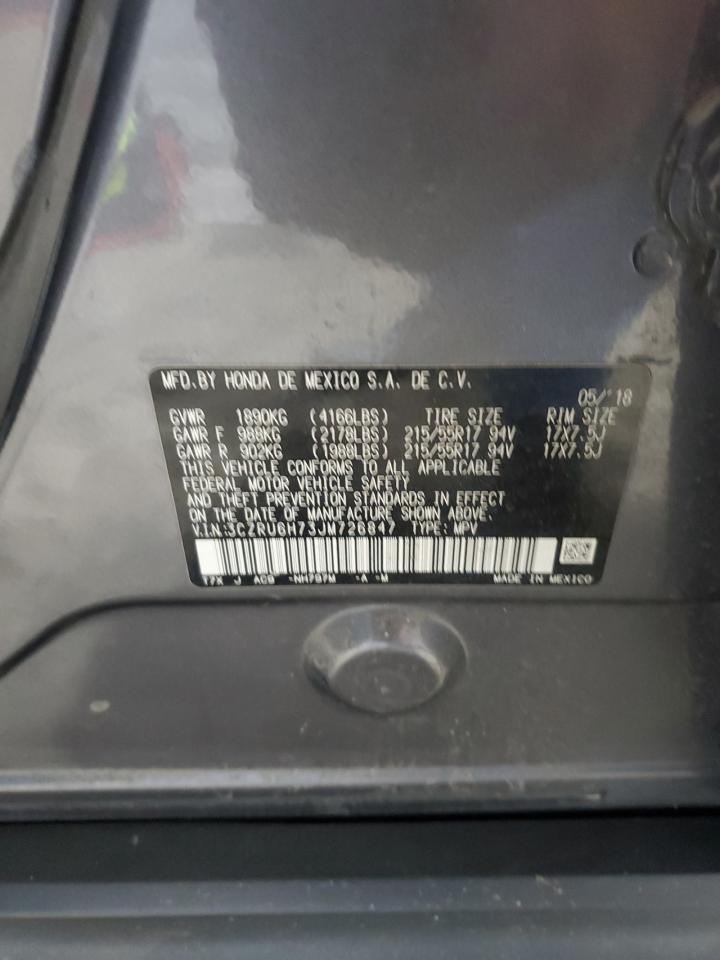 MFD.BY HONDA DE MEXICO S.A. DE C.V.
05/'18
GVWR 1890KG (4166LBS) TIRE SIZE RIM SIZE
GAWR F 988KG (2178LBS) 215/55R17 94V 17X7.5J
GAWR R 902KG (1988LBS) 215/55R17 94V 17X7.5J
THIS VEHICLE CONFORMS TO ALL APPLICABLE
FEDERAL MOTOR VEHICLE SAFETY
AND THEFT PREVENTION STANDARDS IN EFFECT
ON THE DATE OF MANUFACTURE SHOWN ABOVE.
V.I.N:3CZRU6H73JM726847 TYPE: MPV
T7X J AC9 -NH797M -A -M MADE IN MEXICO